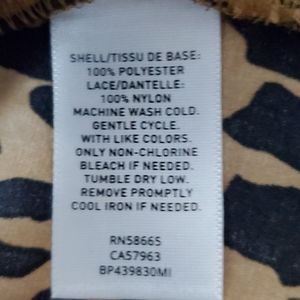 SHELL/TISSU DE BASE:
100% POLYESTER
LACE/DANTELLE:
100% NYLON
MACHINE WASH COLD.
GENTLE CYCLE.
WITH LIKE COLORS.
ONLY NON-CHLORINE
BLEACH IF NEEDED.
TUMBLE DRY LOW.
REMOVE PROMPTLY
COOL IRON IF NEEDED.
RN58665
CA57963
BP439830MI